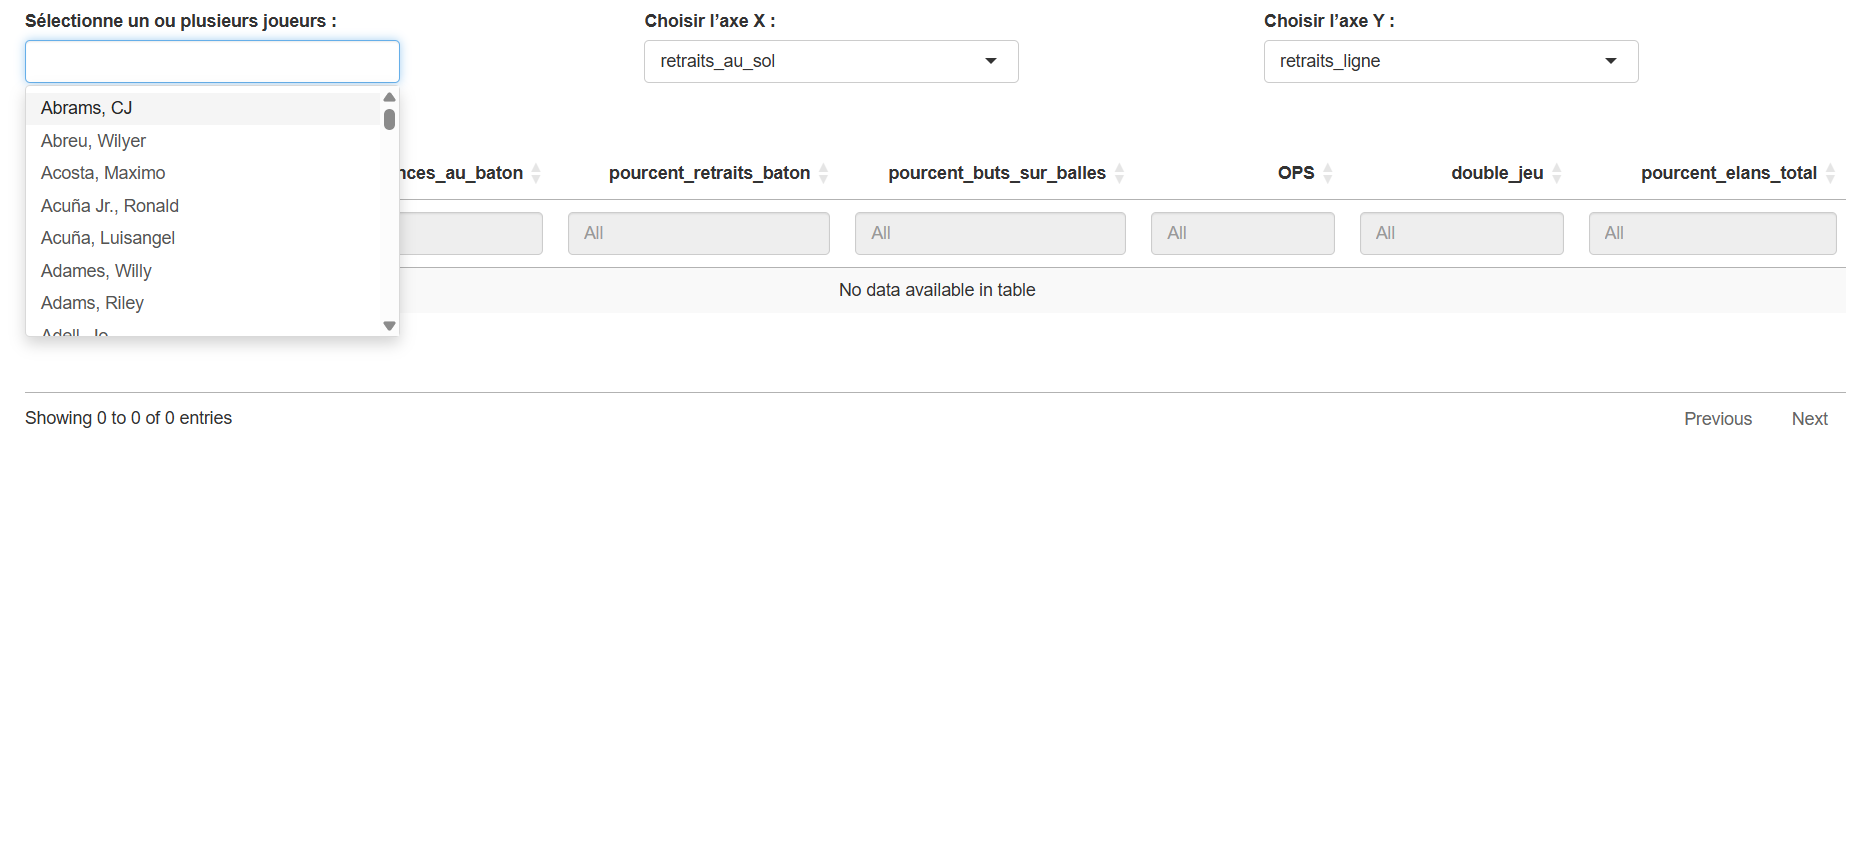 Sélectionne un ou plusieurs joueurs :
Choisir l’axe X :
Choisir l’axe Y :
retraits_au_sol
retraits_ligne
Abrams, CJ
Abreu, Wilyer
Acosta, Maximo
Acuña Jr., Ronald
Acuña, Luisangel
Adames, Willy
Adams, Riley
Adell, Jo
nces_au_baton
pourcent_retraits_baton
pourcent_buts_sur_balles
OPS
double_jeu
pourcent_elans_total
All
All
All
All
All
No data available in table
Showing 0 to 0 of 0 entries
Previous
Next